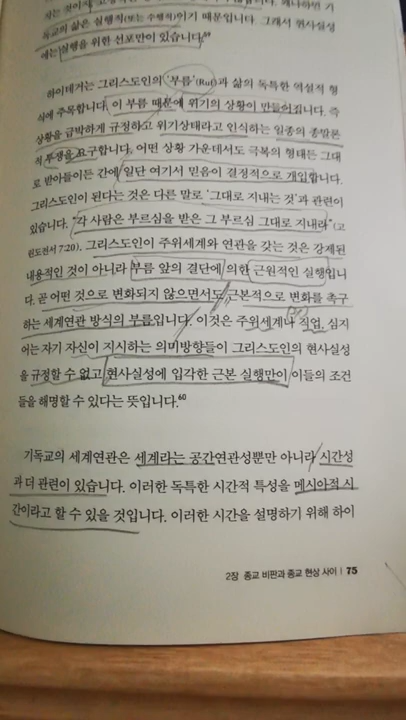 독교의 삶은 실행적(또는 수행적)이기 때문입니다. 그래서 현사실성
에는 실행을 위한 선포만이 있습니다.⁵⁹
하이데거는 그리스도인의 '부름'(Ruf)과 삶의 독특한 역설적 형
식에 주목합니다. 이 부름 때문에 위기의 상황이 만들어집니다. 즉
상황을 급박하게 규정하고 위기상태라고 인식하는 일종의 종말론
적 투쟁을 요구합니다. 어떤 상황 가운데서도 극복의 형태든 그대
로 받아들이든 간에 일단 여기서 믿음이 결정적으로 개입합니다.
그리스도인이 된다는 것은 다른 말로 '그대로 지내는 것'과 관련이
있습니다. "각 사람은 부르심을 받은 그 부르심 그대로 지내라"(고
린도전서 7:20). 그리스도인이 주위세계와 연관을 갖는 것은 강제된
내용적인 것이 아니라 부름 앞의 결단에 의한 근원적인 실행입니
다. 곧 어떤 것으로 변화되지 않으면서도 근본적으로 변화를 촉구
하는 세계연관 방식의 부름입니다. 이것은 주위세계나 직업, 심지
어는 자기 자신이 지시하는 의미방향들이 그리스도인의 현사실성
을 규정할 수 없고 현사실성에 입각한 근본 실행만이 이들의 조건
들을 해명할 수 있다는 뜻입니다.⁶⁰
기독교의 세계연관은 세계라는 공간연관성뿐만 아니라 시간성
과 더 관련이 있습니다. 이러한 독특한 시간적 특성을 메시아적 시
간이라고 할 수 있을 것입니다. 이러한 시간을 설명하기 위해 하이
2장 종교 비판과 종교 현상 사이 | 75